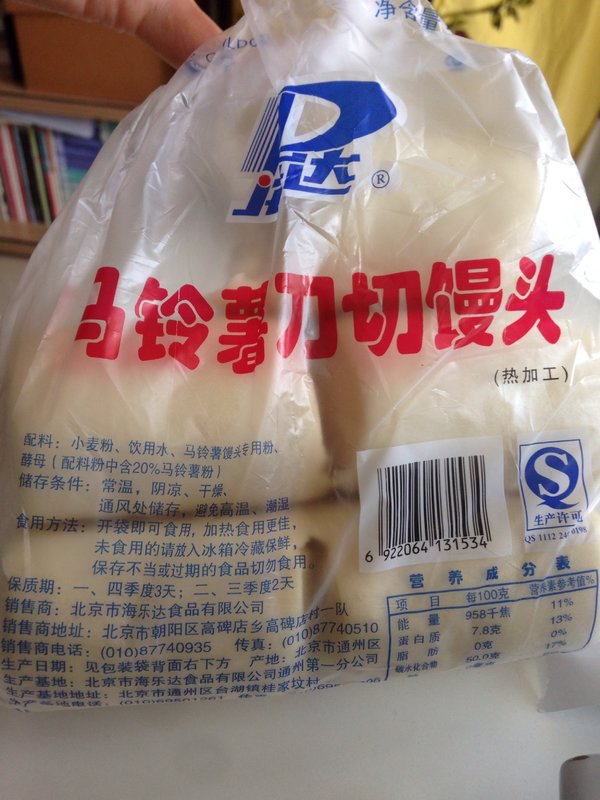 净含量
达®
马铃薯刀切馒头
(热加工)
配料：小麦粉、饮用水、马铃薯馒头专用粉、
酵母（配料粉中含20%马铃薯粉）
储存条件：常温，阴凉、干燥、
通风处储存，避免高温、潮湿
食用方法：开袋即可食用，加热食用更佳，
未食用的请放入冰箱冷藏保鲜，
保存不当或过期的食品切勿食用。
保质期：一、四季度3天；二、三季度2天
销售商：北京市海乐达食品有限公司
销售商地址：北京市朝阳区高碑店乡高碑店村一队
销售商电话：(010)87740935 传真：(010)87740510
生产日期：见包装袋背面右下方 产地：北京市通州区
生产基地：北京市海乐达食品有限公司通州第一分公司
生产基地地址：北京市通州区台湖镇桂家坟村
生产基地电话：
6 922064 131534
S
生产许可
QS 1112 24
营养成分表
项目 每100克 营养素参考值%
能量 958千焦 11%
蛋白质 7.8克 13%
脂肪 0克 0%
碳水化合物 50.0克 17%